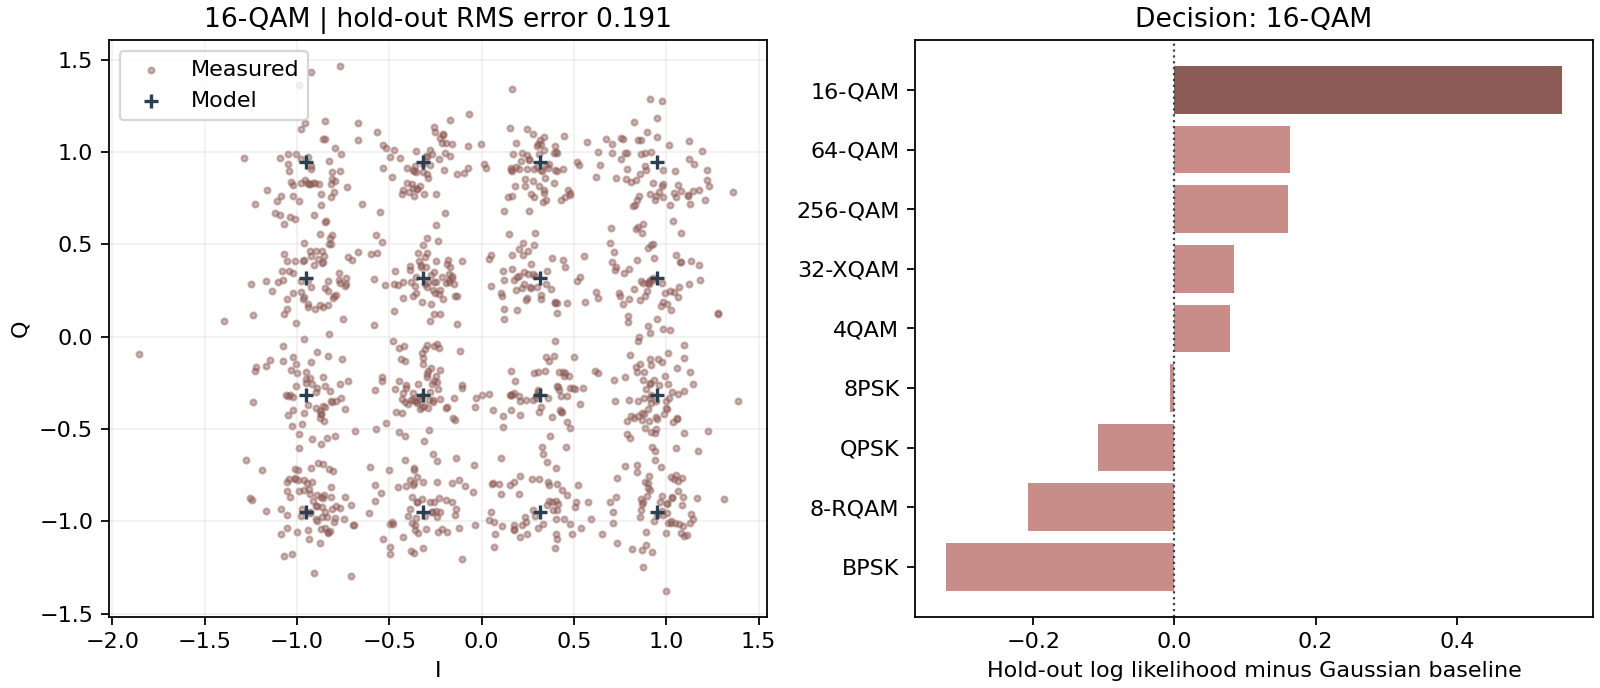 16-QAM | hold-out RMS error 0.191
Measured
Model
Q
1.5
1.0
0.5
0.0
−0.5
−1.0
−1.5
−2.0
−1.5
−1.0
−0.5
0.0
0.5
1.0
1.5
I
Decision: 16-QAM
16-QAM
64-QAM
256-QAM
32-XQAM
4QAM
8PSK
QPSK
8-RQAM
BPSK
−0.2
0.0
0.2
0.4
Hold-out log likelihood minus Gaussian baseline